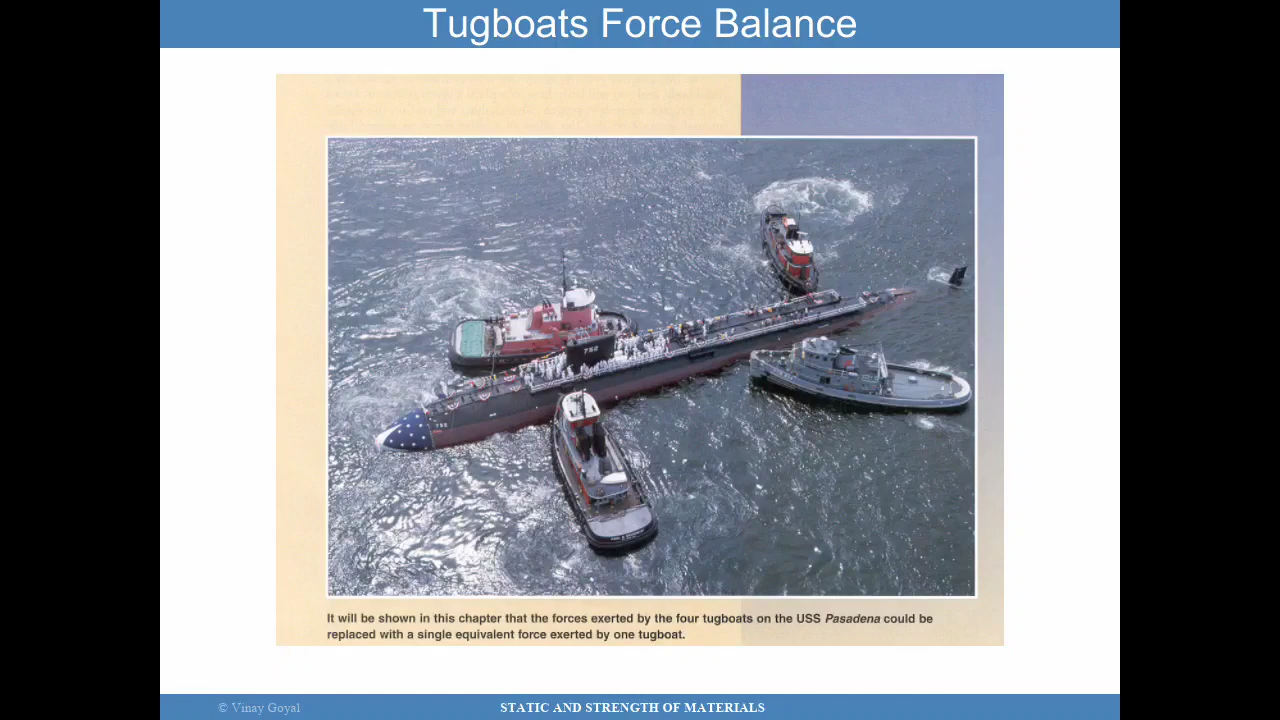 Tugboats Force Balance
752
752
It will be shown in this chapter that the forces exerted by the four tugboats on the USS Pasadena could be
replaced with a single equivalent force exerted by one tugboat.
© Vinay Goyal
STATIC AND STRENGTH OF MATERIALS